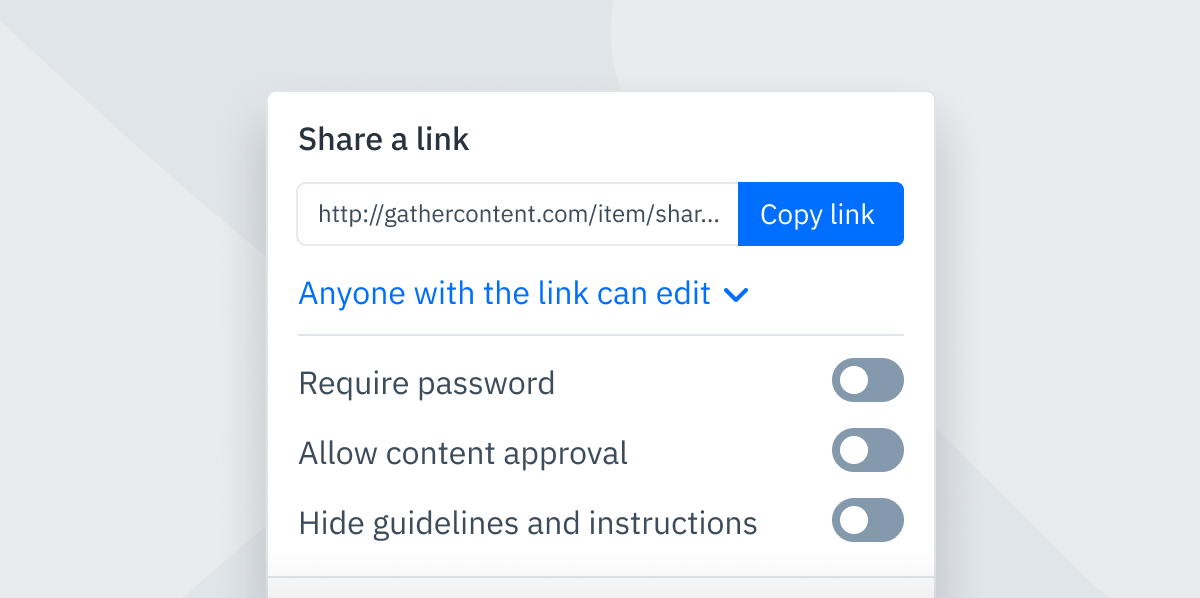 Share a link
http://gathercontent.com/item/shar...
Copy link
Anyone with the link can edit
Require password
Allow content approval
Hide guidelines and instructions